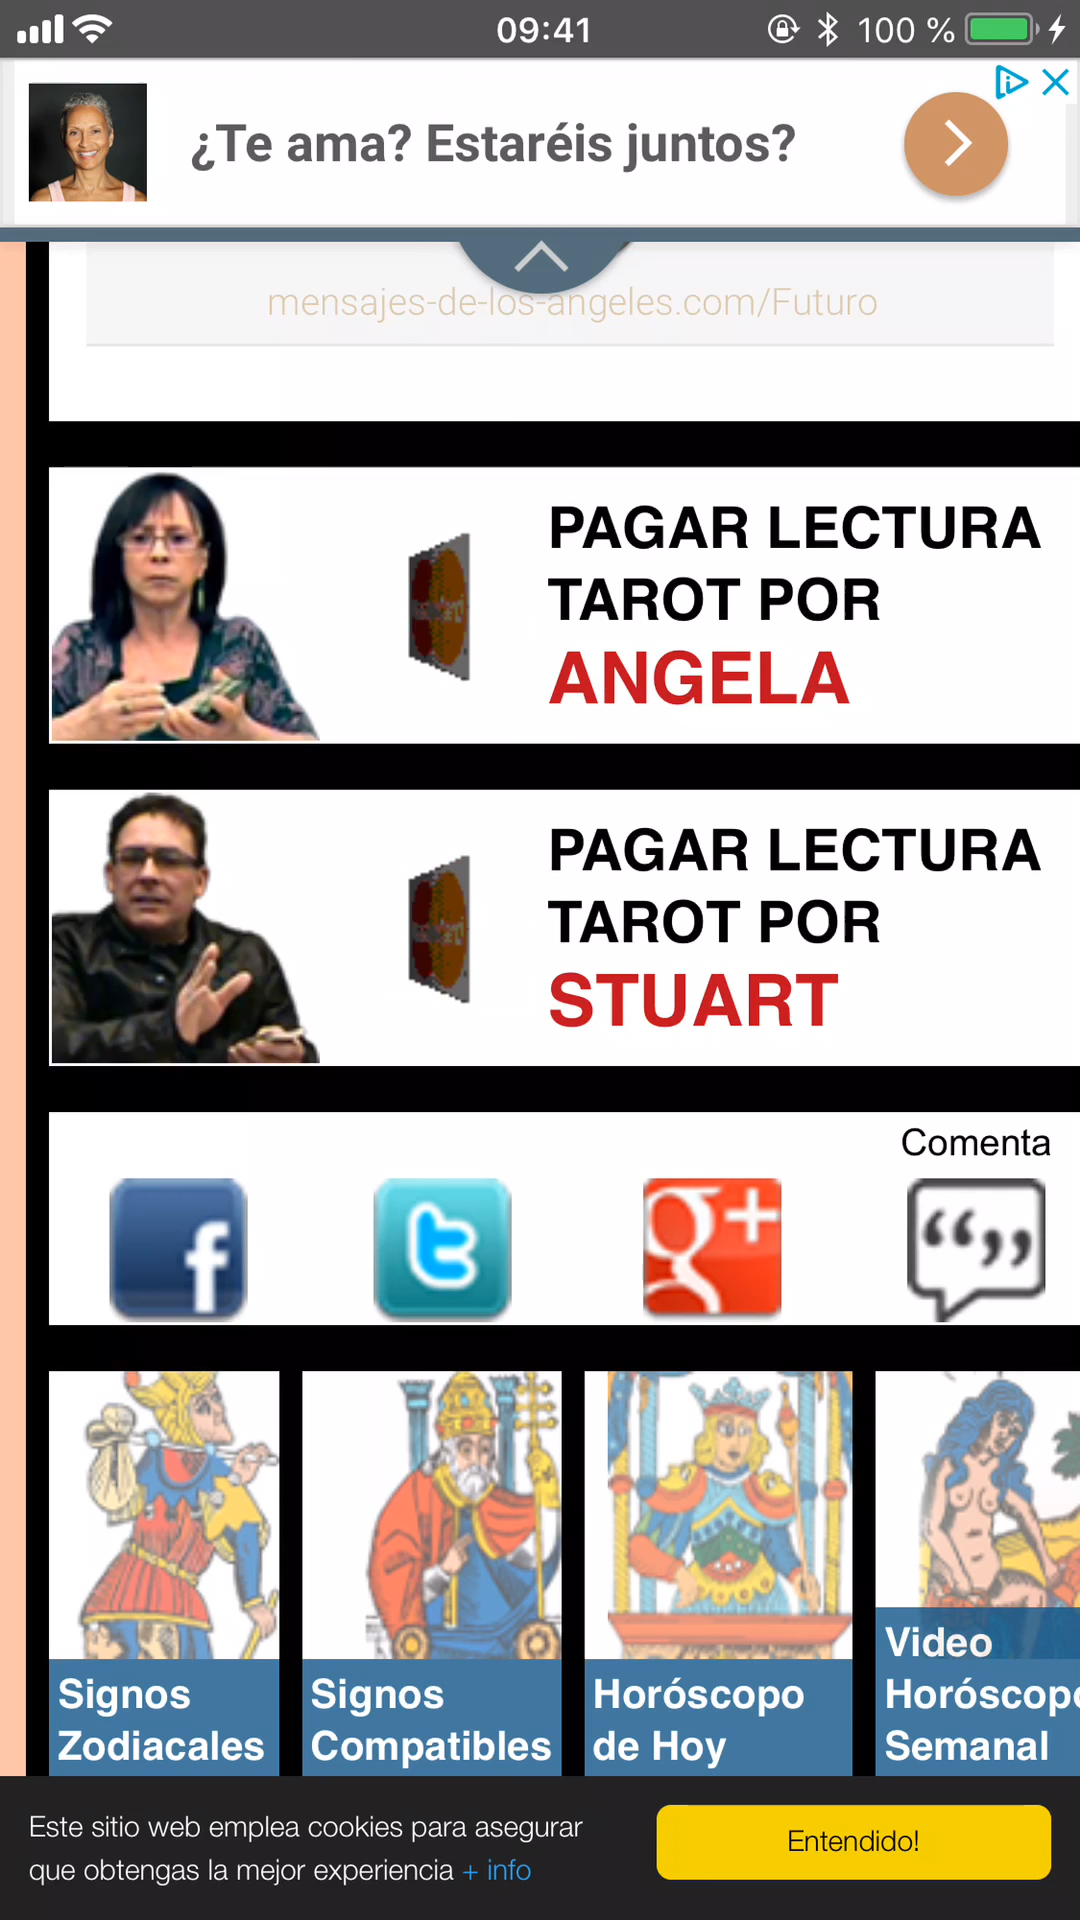 09:41
100 %
¿Te ama? Estaréis juntos?
mensajes-de-los-angeles.com/Futuro
PAGAR LECTURA
TAROT POR
ANGELA
PAGAR LECTURA
TAROT POR
STUART
Comenta
Signos
Zodiacales
Signos
Compatibles
Horóscopo
de Hoy
Video
Horóscopo
Semanal
Este sitio web emplea cookies para asegurar
que obtengas la mejor experiencia + info
Entendido!